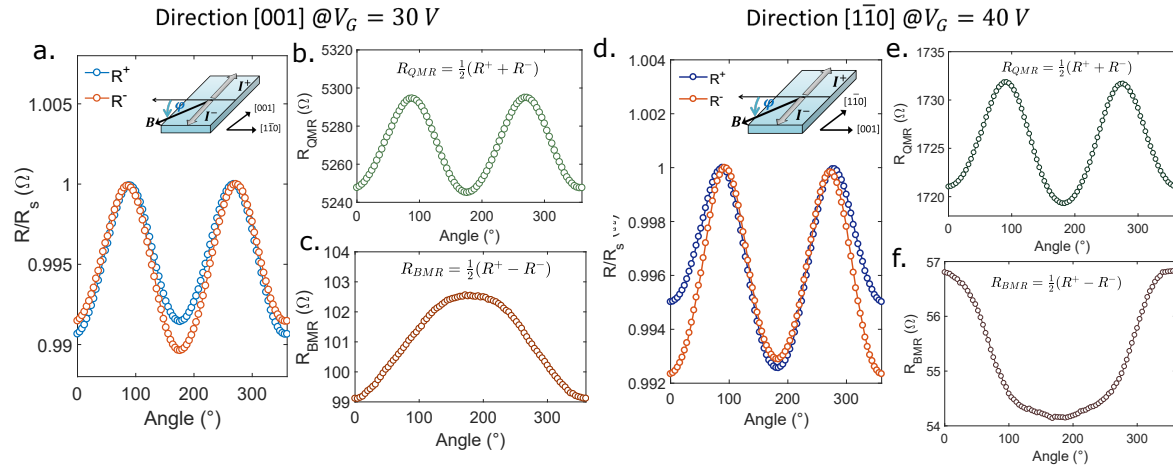 Direction [001] @V_G = 30 V
Direction [11̅0] @V_G = 40 V
a.
R⁺
R⁻
I⁺
I⁻
φ
B
[001]
[11̅0]
1.005
1
0.995
0.99
R/R_s (Ω)
0 100 200 300
Angle (°)
b.
R_QMR = ½(R⁺ + R⁻)
5320
5300
5280
5260
5240
R_QMR (Ω)
0 100 200 300
Angle (°)
c.
R_BMR = ½(R⁺ − R⁻)
104
103
102
101
100
99
R_BMR (Ω)
0 100 200 300
Angle (°)
d.
R⁺
R⁻
I⁺
I⁻
φ
B
[11̅0]
[001]
1.004
1.002
1
0.998
0.996
0.994
0.992
R/R_s
0 100 200 300
Angle (°)
e.
R_QMR = ½(R⁺ + R⁻)
1735
1730
1725
1720
R_QMR (Ω)
0 100 200 300
Angle (°)
f.
R_BMR = ½(R⁺ − R⁻)
57
56
55
54
R_BMR (Ω)
0 100 200 300
Angle (°)